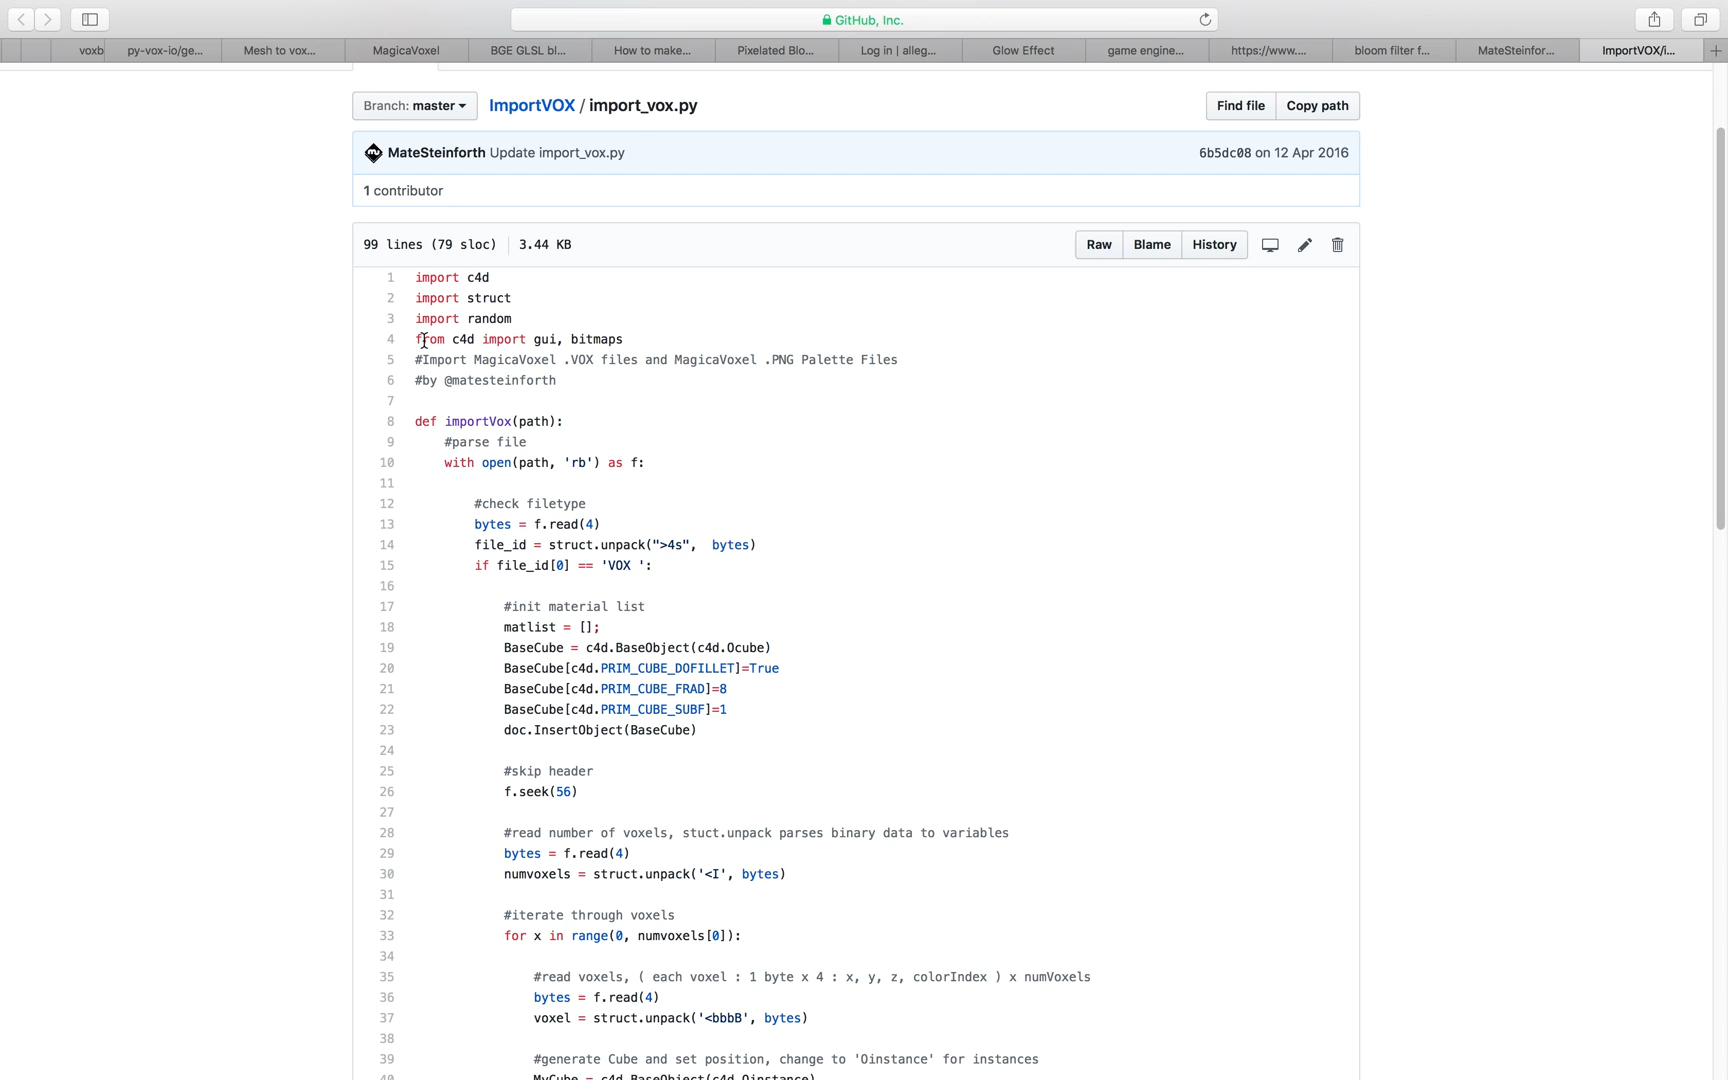 GitHub, Inc.
voxb py-vox-io/ge... Mesh to vox... MagicaVoxel BGE GLSL bl... How to make... Pixelated Blo... Log in | alleg... Glow Effect game engine... https://www.... bloom filter f... MateSteinfor... ImportVOX/i...
Branch: master ImportVOX / import_vox.py Find file Copy path
MateSteinforth Update import_vox.py 6b5dc08 on 12 Apr 2016
1 contributor
99 lines (79 sloc) 3.44 KB Raw Blame History
1 import c4d
2 import struct
3 import random
4 from c4d import gui, bitmaps
5 #Import MagicaVoxel .VOX files and MagicaVoxel .PNG Palette Files
6 #by @matesteinforth
7
8 def importVox(path):
9 #parse file
10 with open(path, 'rb') as f:
11
12 #check filetype
13 bytes = f.read(4)
14 file_id = struct.unpack(">4s",  bytes)
15 if file_id[0] == 'VOX ':
16
17 #init material list
18 matlist = [];
19 BaseCube = c4d.BaseObject(c4d.Ocube)
20 BaseCube[c4d.PRIM_CUBE_DOFILLET]=True
21 BaseCube[c4d.PRIM_CUBE_FRAD]=8
22 BaseCube[c4d.PRIM_CUBE_SUBF]=1
23 doc.InsertObject(BaseCube)
24
25 #skip header
26 f.seek(56)
27
28 #read number of voxels, stuct.unpack parses binary data to variables
29 bytes = f.read(4)
30 numvoxels = struct.unpack('<I', bytes)
31
32 #iterate through voxels
33 for x in range(0, numvoxels[0]):
34
35 #read voxels, ( each voxel : 1 byte x 4 : x, y, z, colorIndex ) x numVoxels
36 bytes = f.read(4)
37 voxel = struct.unpack('<bbbB', bytes)
38
39 #generate Cube and set position, change to 'Oinstance' for instances
40 MyCube = c4d.BaseObject(c4d.Oinstance)